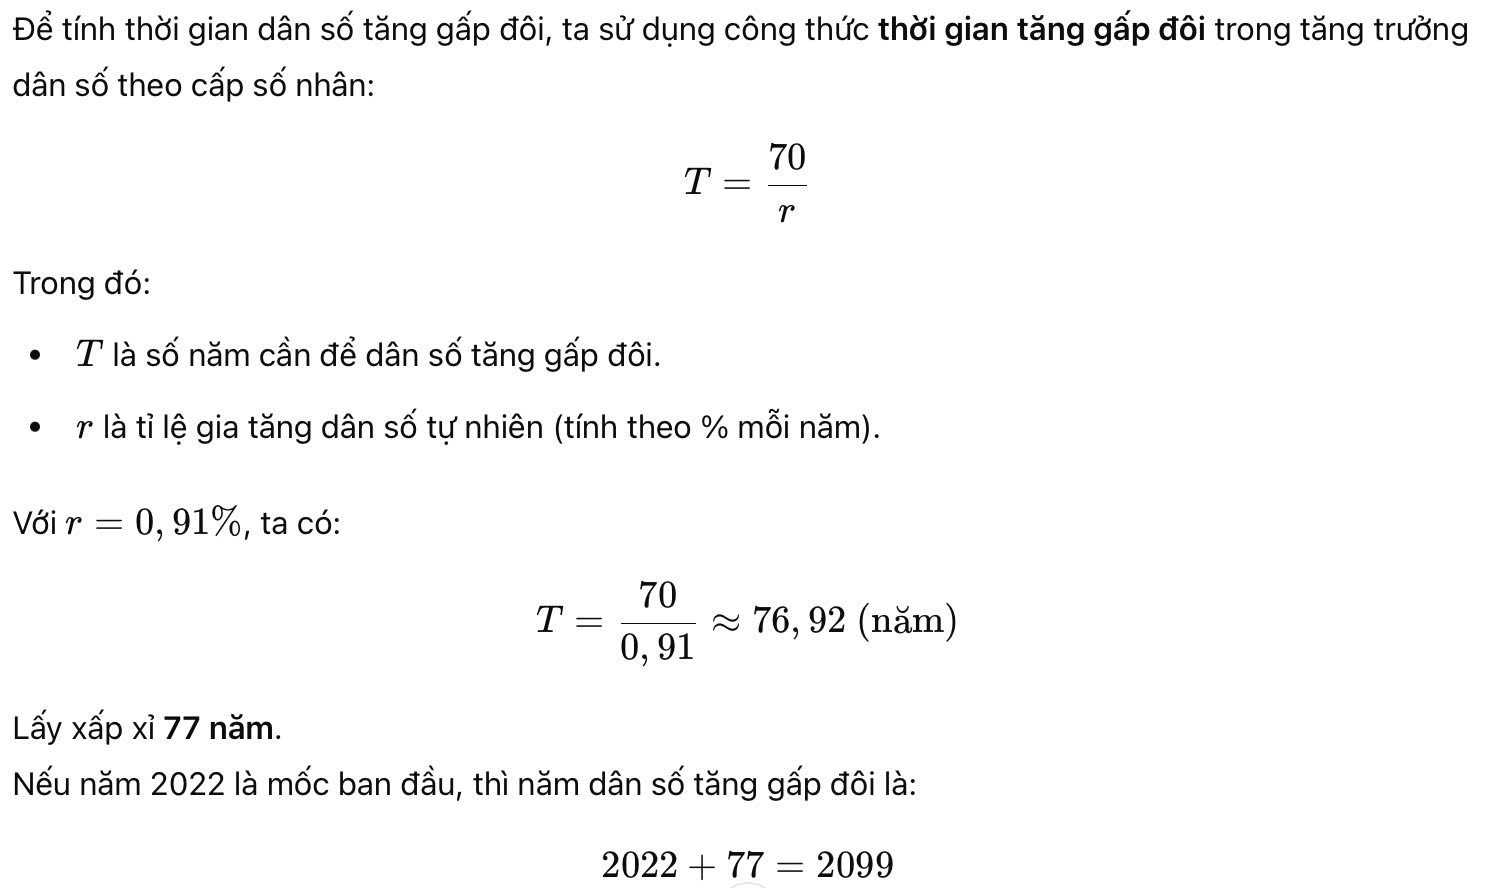 Để tính thời gian dân số tăng gấp đôi, ta sử dụng công thức thời gian tăng gấp đôi trong tăng trưởng
dân số theo cấp số nhân:
T = 70/r
Trong đó:
• T là số năm cần để dân số tăng gấp đôi.
• r là tỉ lệ gia tăng dân số tự nhiên (tính theo % mỗi năm).
Với r = 0, 91%, ta có:
T = 70/0, 91 ≈ 76, 92 (năm)
Lấy xấp xỉ 77 năm.
Nếu năm 2022 là mốc ban đầu, thì năm dân số tăng gấp đôi là:
2022 + 77 = 2099